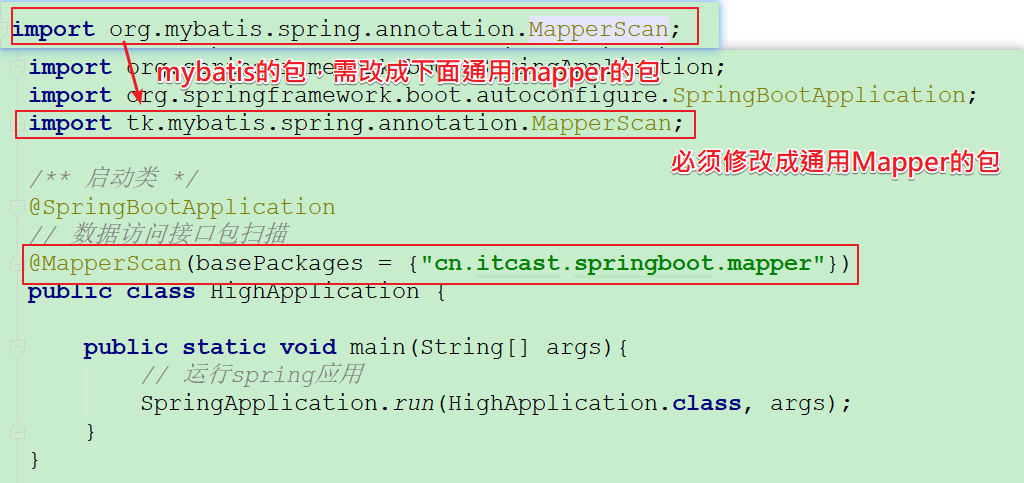 import org.mybatis.spring.annotation.MapperScan;
mybatis的包，需改成下面通用mapper的包
import org.springframework.boot.SpringApplication;
import org.springframework.boot.autoconfigure.SpringBootApplication;
import tk.mybatis.spring.annotation.MapperScan;
必须修改成通用Mapper的包
/** 启动类 */
@SpringBootApplication
// 数据访问接口包扫描
@MapperScan(basePackages = {"cn.itcast.springboot.mapper"})
public class HighApplication {
public static void main(String[] args){
// 运行spring应用
SpringApplication.run(HighApplication.class, args);
}
}